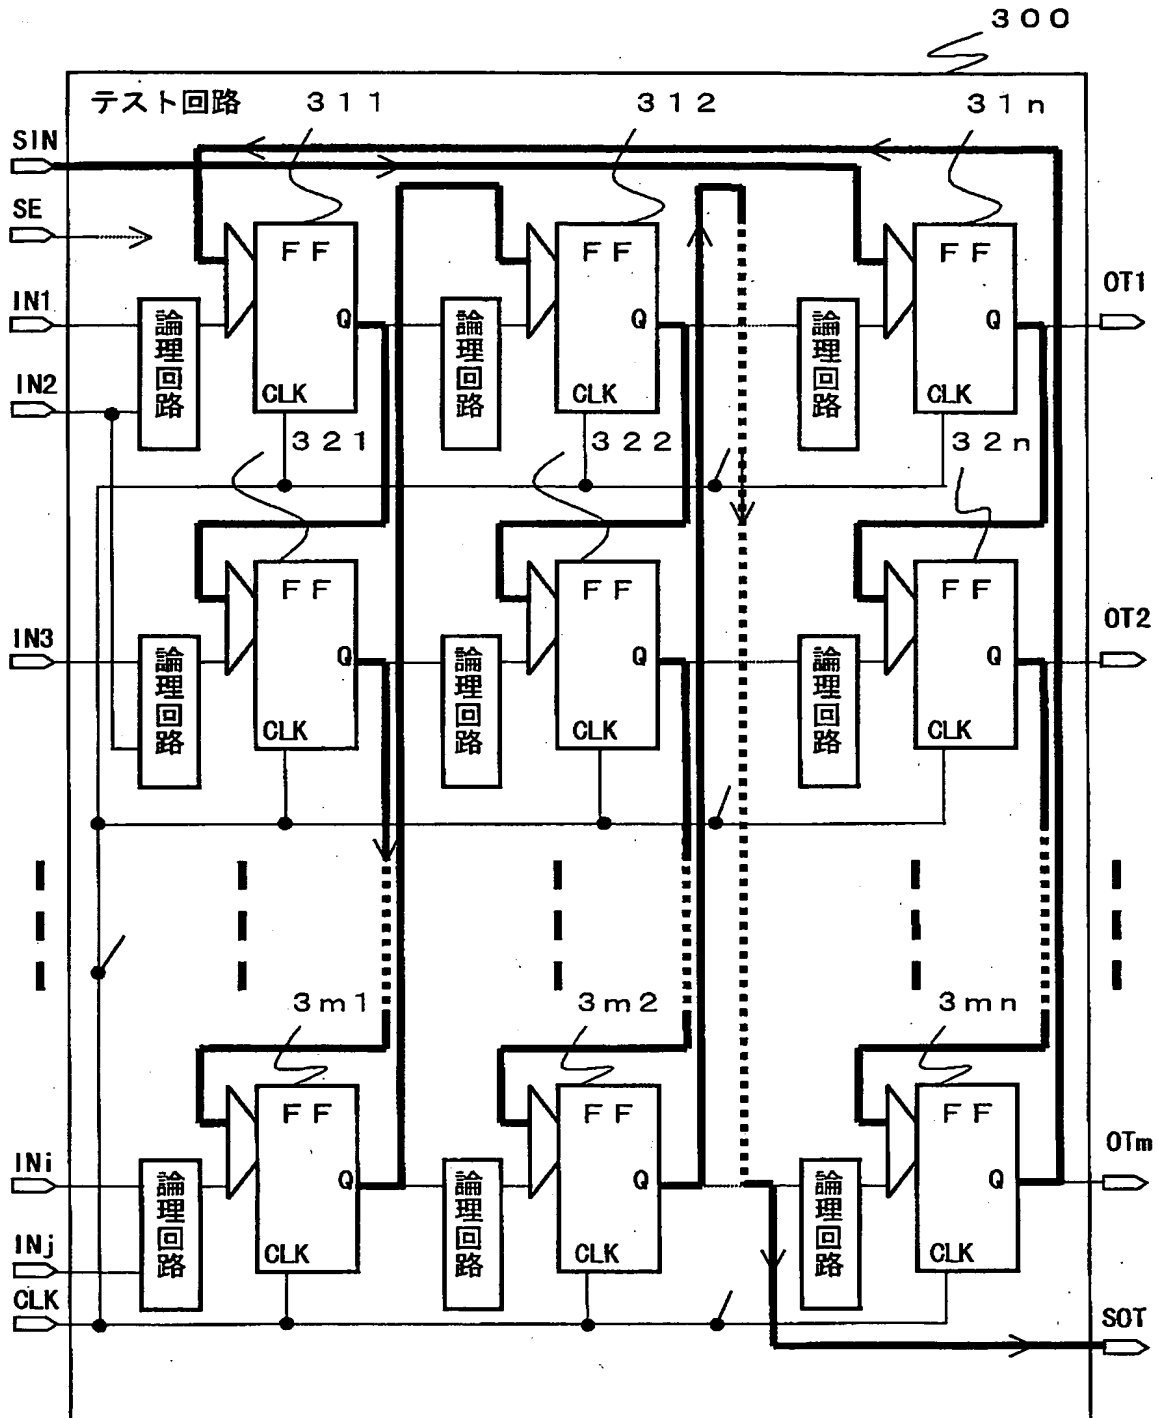 300
テスト回路
311
312
31n
SIN
SE
FF
FF
FF
OT1
IN1
論理回路
Q
論理回路
Q
論理回路
Q
IN2
CLK
CLK
CLK
321
322
32n
FF
FF
FF
OT2
IN3
論理回路
Q
論理回路
Q
論理回路
Q
CLK
CLK
CLK
3m1
3m2
3mn
FF
FF
FF
OTm
INi
論理回路
Q
論理回路
Q
論理回路
Q
INj
CLK
CLK
CLK
CLK
SOT